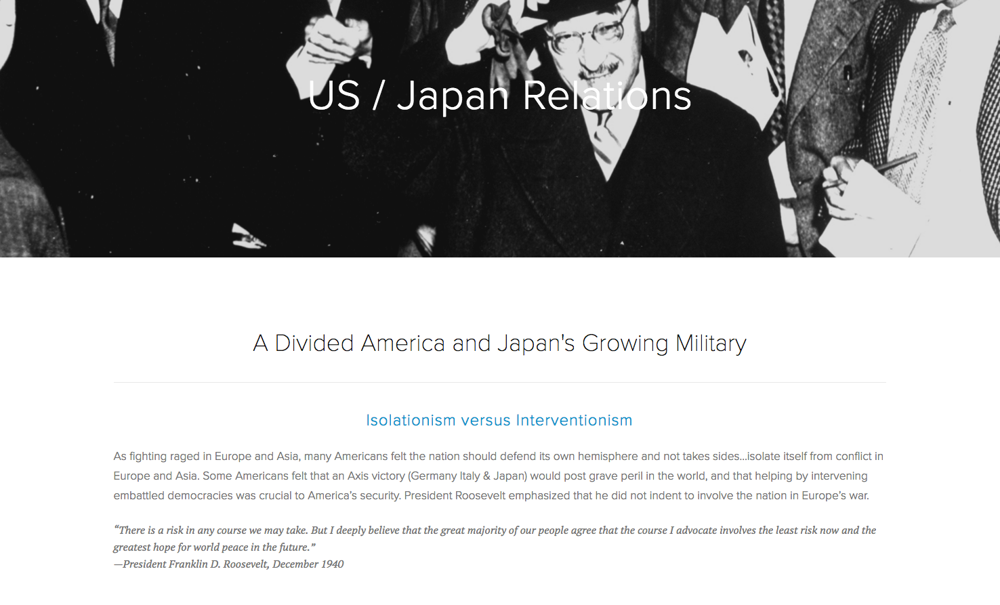 US / Japan Relations
A Divided America and Japan's Growing Military
Isolationism versus Interventionism
As fighting raged in Europe and Asia, many Americans felt the nation should defend its own hemisphere and not takes sides...isolate itself from conflict in
Europe and Asia. Some Americans felt that an Axis victory (Germany Italy & Japan) would post grave peril in the world, and that helping by intervening
embattled democracies was crucial to America’s security. President Roosevelt emphasized that he did not indent to involve the nation in Europe’s war.
“There is a risk in any course we may take. But I deeply believe that the great majority of our people agree that the course I advocate involves the least risk now and the
greatest hope for world peace in the future.”
—President Franklin D. Roosevelt, December 1940